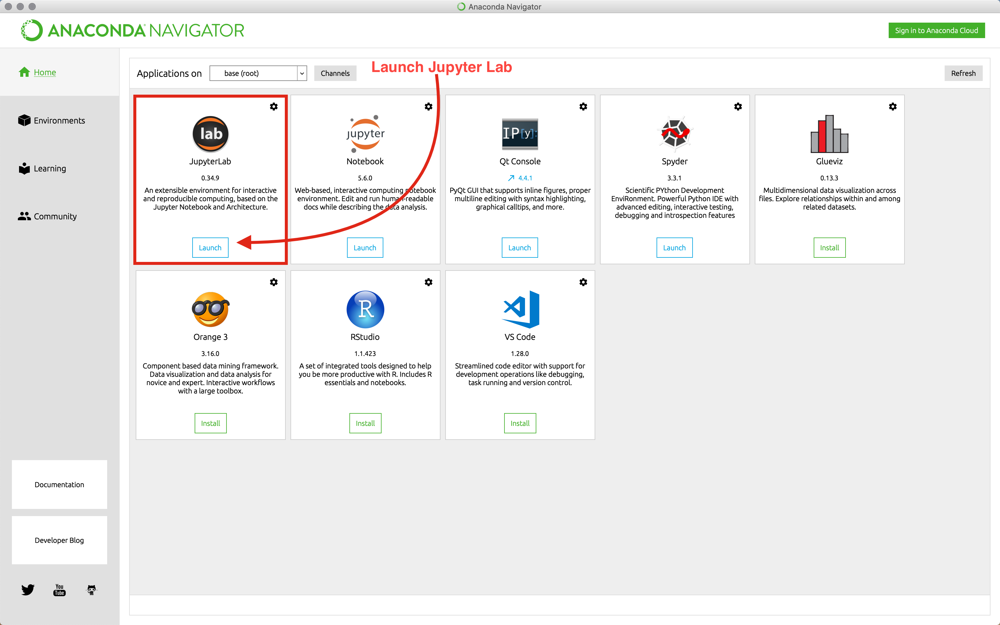 Anaconda Navigator
ANACONDA NAVIGATOR
Sign in to Anaconda Cloud
Home
Environments
Learning
Community
Documentation
Developer Blog
You
Tube
Applications on
base (root)
Channels
Launch Jupyter Lab
Refresh
lab
JupyterLab
0.34.9
An extensible environment for interactive
and reproducible computing, based on the
Jupyter Notebook and Architecture.
Launch
jupyter
Notebook
5.6.0
Web-based, interactive computing notebook
environment. Edit and run human-readable
docs while describing the data analysis.
Launch
IP[y]:
Qt Console
4.4.1
PyQt GUI that supports inline figures, proper
multiline editing with syntax highlighting,
graphical calltips, and more.
Launch
Spyder
3.3.1
Scientific PYthon Development
EnviRonment. Powerful Python IDE with
advanced editing, interactive testing,
debugging and introspection features
Launch
Glueviz
0.13.3
Multidimensional data visualization across
files. Explore relationships within and among
related datasets.
Install
Orange 3
3.16.0
Component based data mining framework.
Data visualization and data analysis for
novice and expert. Interactive workflows
with a large toolbox.
Install
R
RStudio
1.1.423
A set of integrated tools designed to help
you be more productive with R. Includes R
essentials and notebooks.
Install
VS Code
1.28.0
Streamlined code editor with support for
development operations like debugging,
task running and version control.
Install